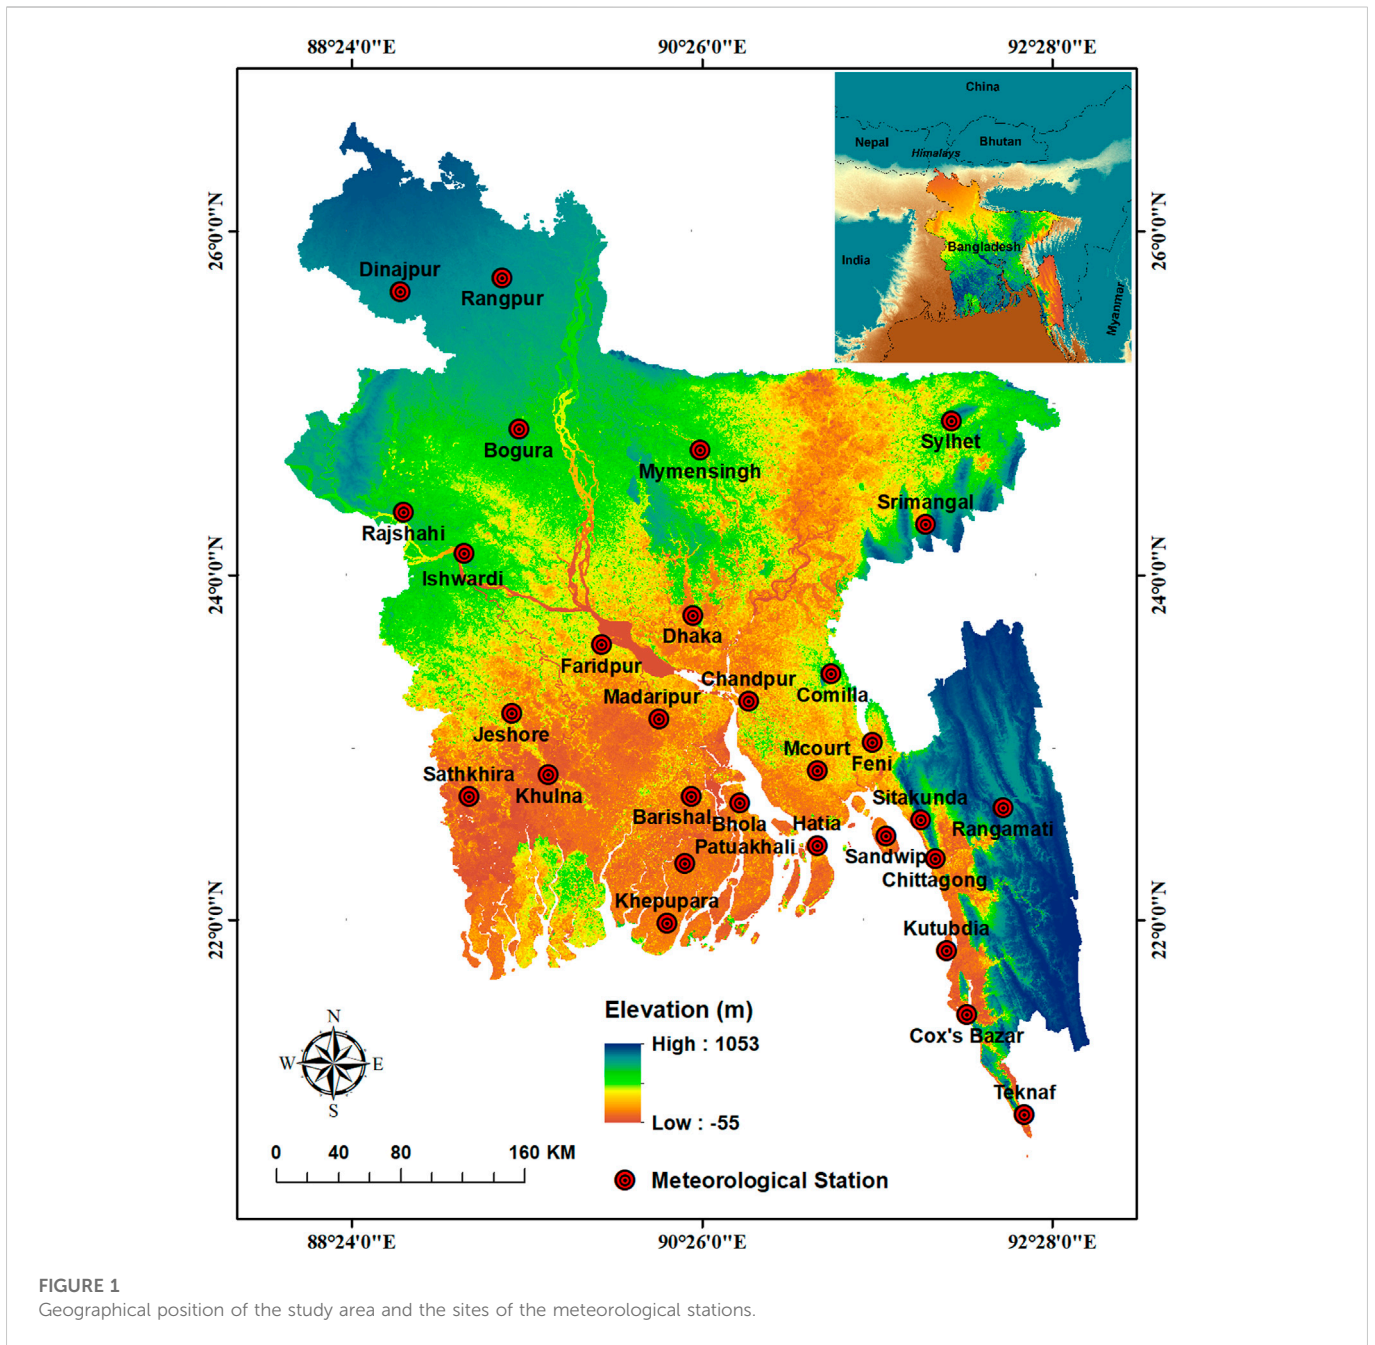 88°24'0"E 90°26'0"E 92°28'0"E
China
Nepal
Bhutan
Himalays
Bangladesh
India
Myanmar
26°0'0"N
26°0'0"N
Dinajpur
Rangpur
Bogura
Mymensingh
Sylhet
Srimangal
Rajshahi
Ishwardi
24°0'0"N
24°0'0"N
Dhaka
Faridpur
Chandpur
Madaripur
Comilla
Jeshore
Mcourt
Feni
Sathkhira
Khulna
Sitakunda
Barishal
Bhola
Hatia
Rangamati
Patuakhali
Sandwip
Chittagong
Khepupara
22°0'0"N
22°0'0"N
Kutubdia
Cox's Bazar
Teknaf
Elevation (m)
High : 1053
Low : -55
N
W E
S
0 40 80 160 KM
Meteorological Station
88°24'0"E 90°26'0"E 92°28'0"E
FIGURE 1
Geographical position of the study area and the sites of the meteorological stations.